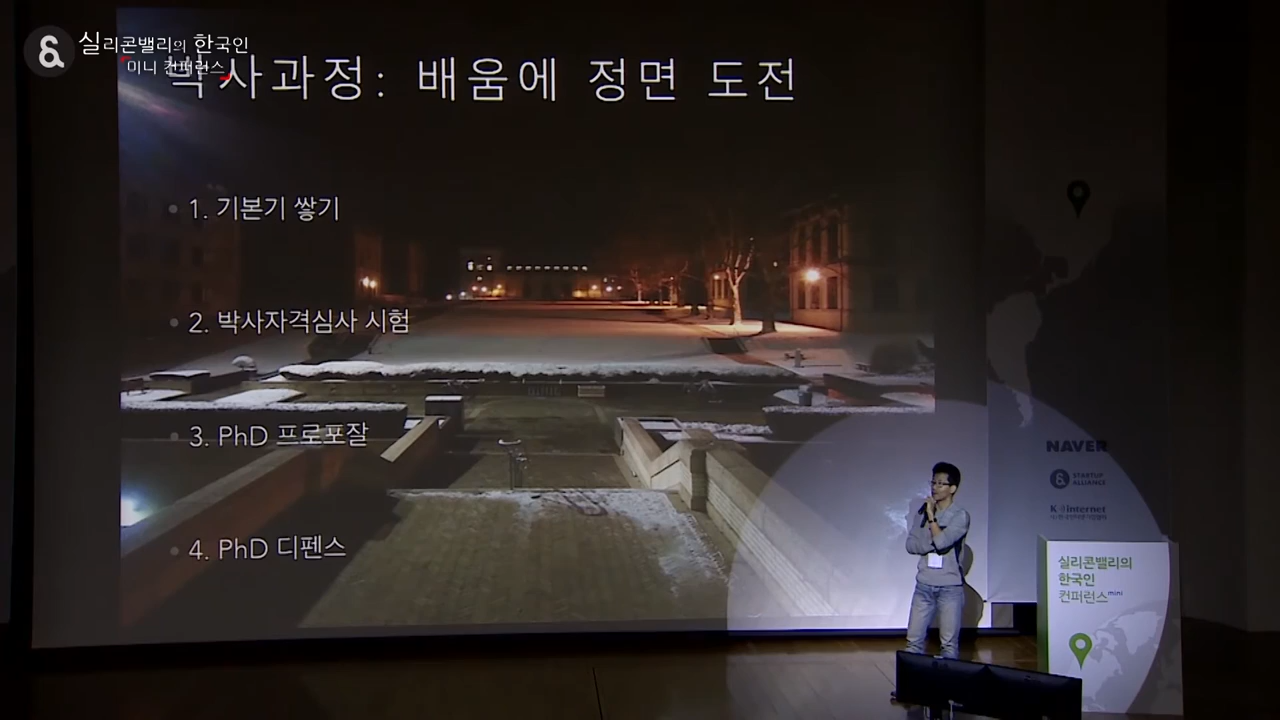 실리콘밸리의 한국인
미니 컨퍼런스
박사과정: 배움에 정면 도전
1. 기본기 쌓기
2. 박사자격심사 시험
3. PhD 프로포잘
4. PhD 디펜스
NAVER
STARTUP
ALLIANCE
K internet
실리콘밸리의
한국인
컨퍼런스mini